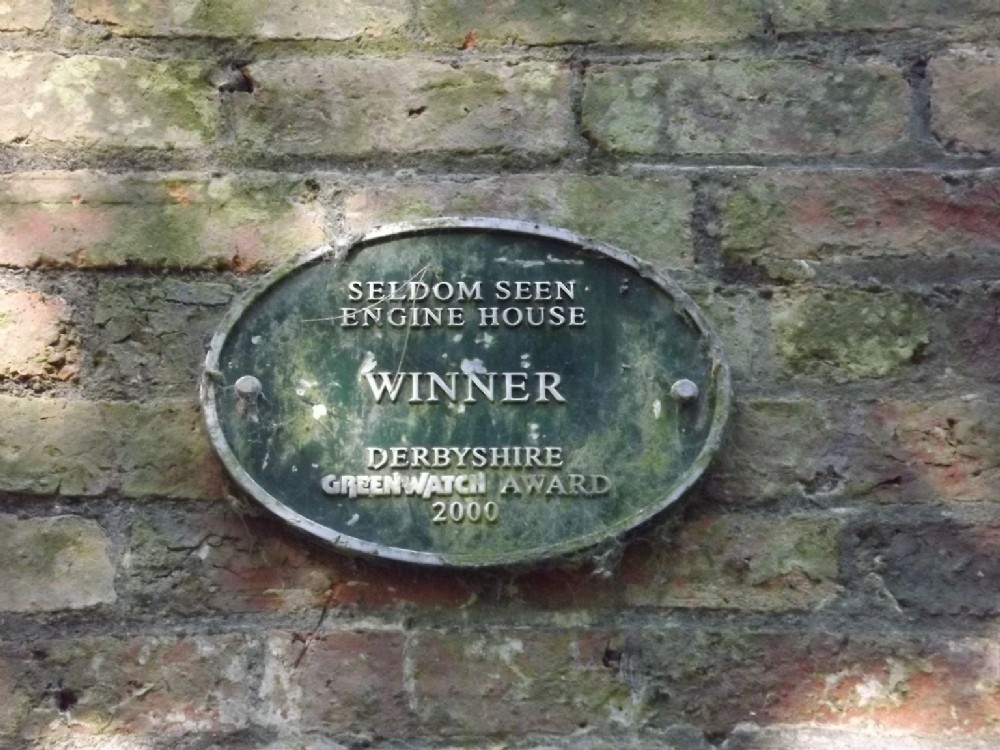 SELDOM SEEN
ENGINE HOUSE
WINNER
DERBYSHIRE
GREENWATCH AWARD
2000